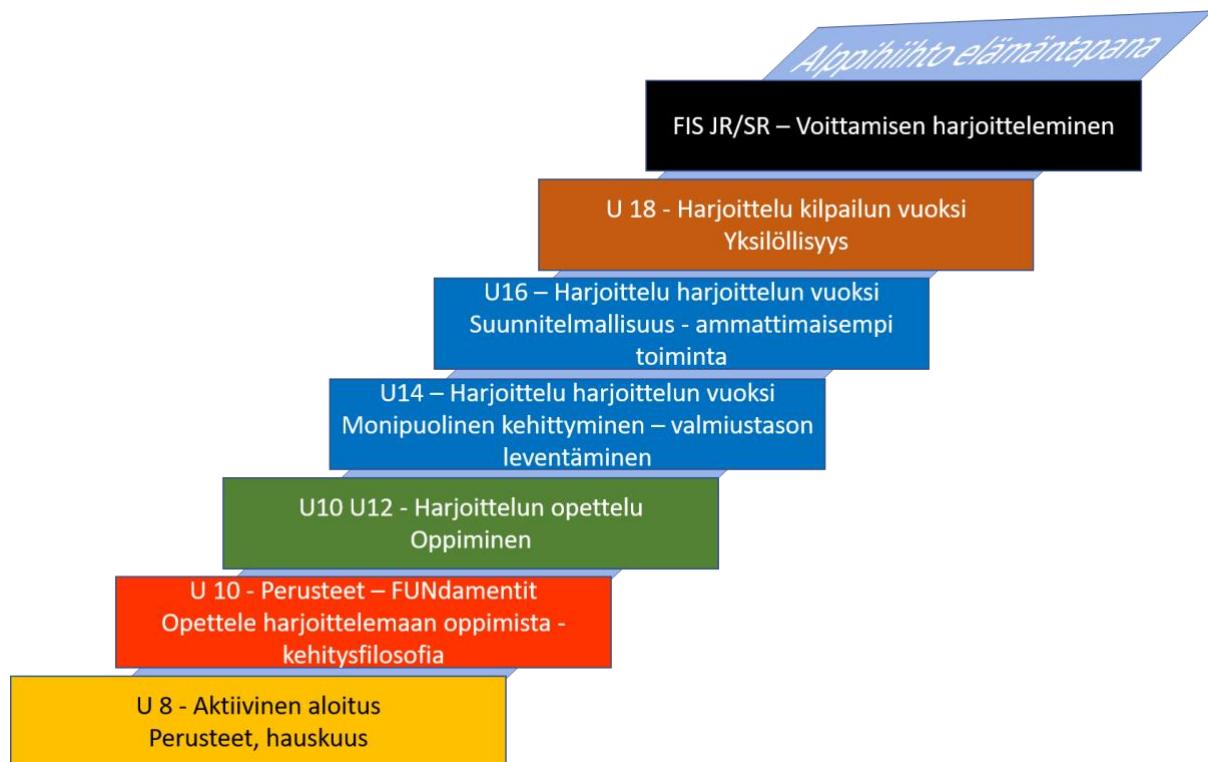 Alppihiihto elämäntapana
FIS JR/SR – Voittamisen harjoitteleminen
U 18 - Harjoittelu kilpailun vuoksi
Yksilöllisyys
U16 – Harjoittelu harjoittelun vuoksi
Suunnitelmallisuus - ammattimaisempi
toiminta
U14 – Harjoittelu harjoittelun vuoksi
Monipuolinen kehittyminen – valmiustason
leventäminen
U10 U12 - Harjoittelun opettelu
Oppiminen
U 10 - Perusteet – FUNdamentit
Opettele harjoittelemaan oppimista -
kehitysfilosofia
U 8 - Aktiivinen aloitus
Perusteet, hauskuus